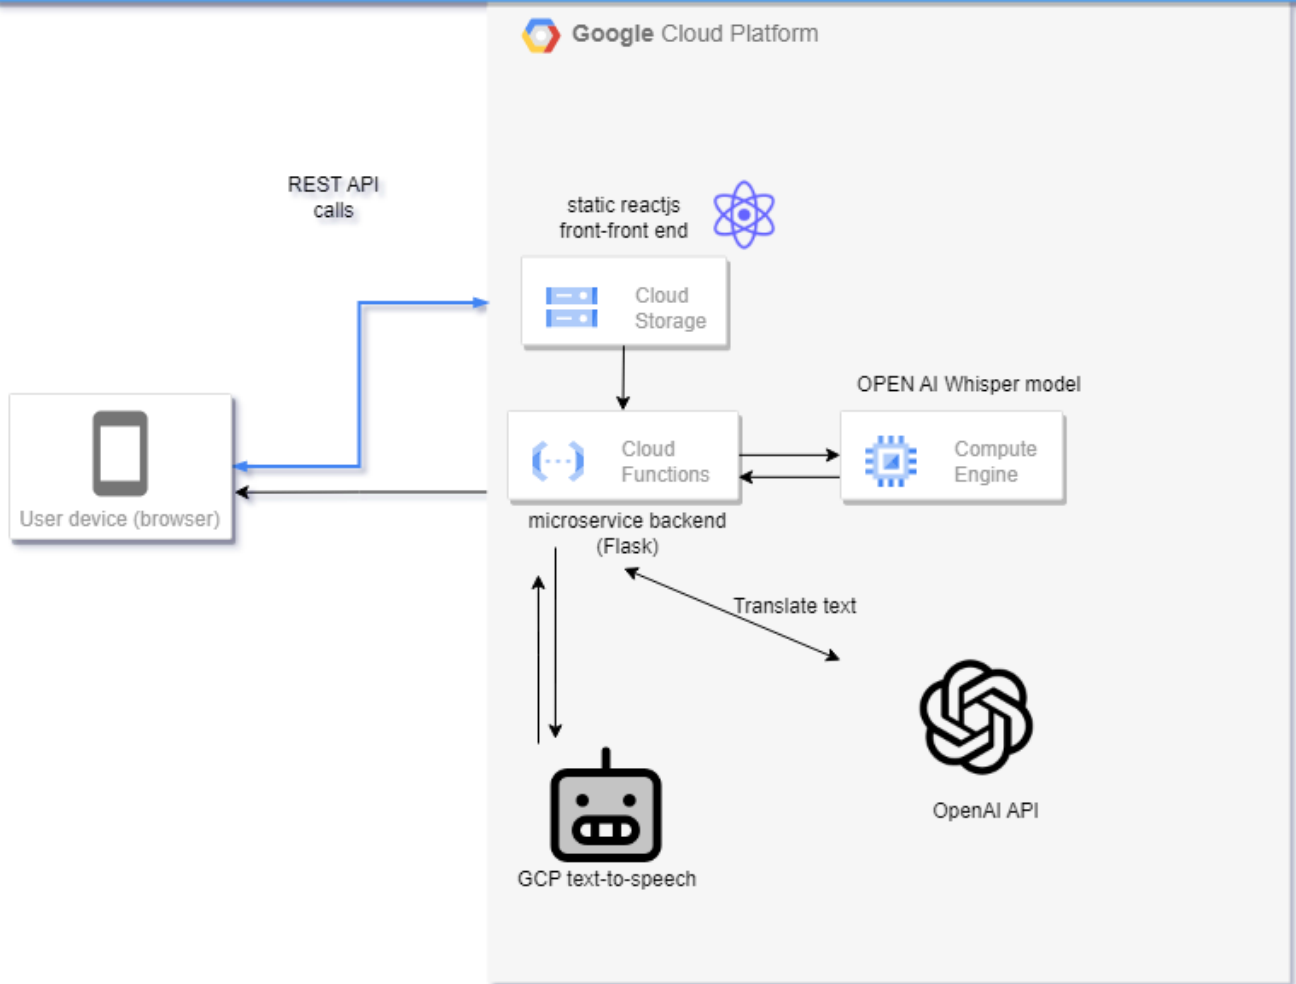 Google Cloud Platform
REST API
calls
static reactjs
front-front end
Cloud
Storage
OPEN AI Whisper model
Cloud
Functions
Compute
Engine
User device (browser)
microservice backend
(Flask)
Translate text
OpenAI API
GCP text-to-speech